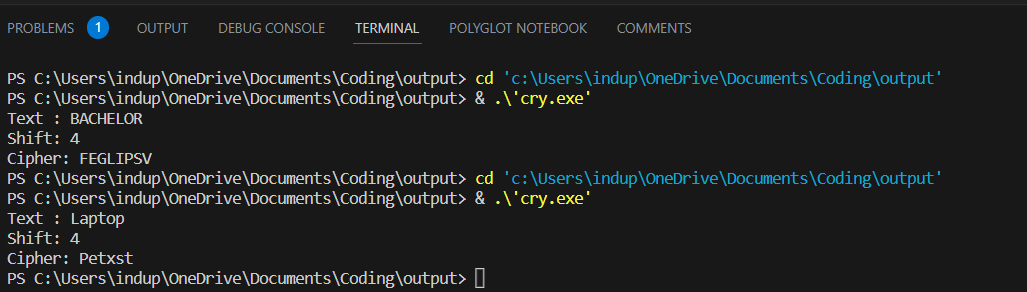 PROBLEMS 1 OUTPUT DEBUG CONSOLE TERMINAL POLYGLOT NOTEBOOK COMMENTS
PS C:\Users\indup\OneDrive\Documents\Coding\output> cd 'c:\Users\indup\OneDrive\Documents\Coding\output'
PS C:\Users\indup\OneDrive\Documents\Coding\output> & .\'cry.exe'
Text : BACHELOR
Shift: 4
Cipher: FEGLIPSV
PS C:\Users\indup\OneDrive\Documents\Coding\output> cd 'c:\Users\indup\OneDrive\Documents\Coding\output'
PS C:\Users\indup\OneDrive\Documents\Coding\output> & .\'cry.exe'
Text : Laptop
Shift: 4
Cipher: Petxst
PS C:\Users\indup\OneDrive\Documents\Coding\output>